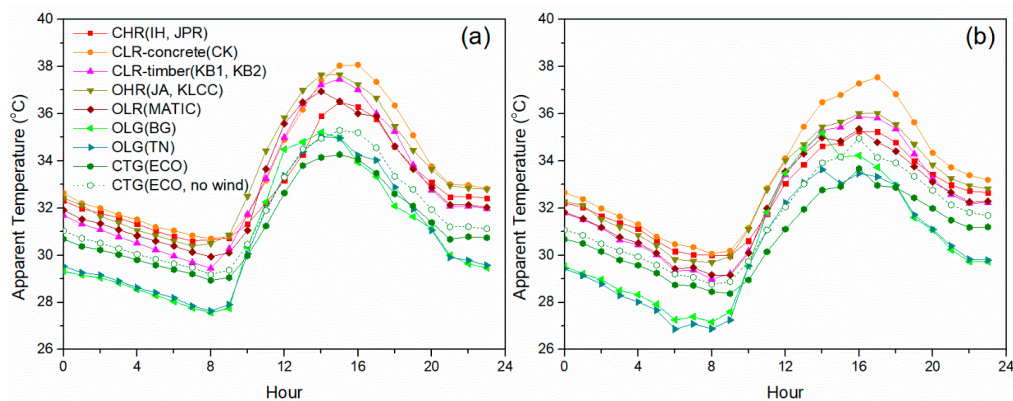 (a)
CHR(IH, JPR)
CLR-concrete(CK)
CLR-timber(KB1, KB2)
OHR(JA, KLCC)
OLR(MATIC)
OLG(BG)
OLG(TN)
CTG(ECO)
CTG(ECO, no wind)
Apparent Temperature (°C)
40
38
36
34
32
30
28
26
0 4 8 12 16 20 24
Hour
(b)
Apparent Temperature (°C)
40
38
36
34
32
30
28
26
0 4 8 12 16 20 24
Hour